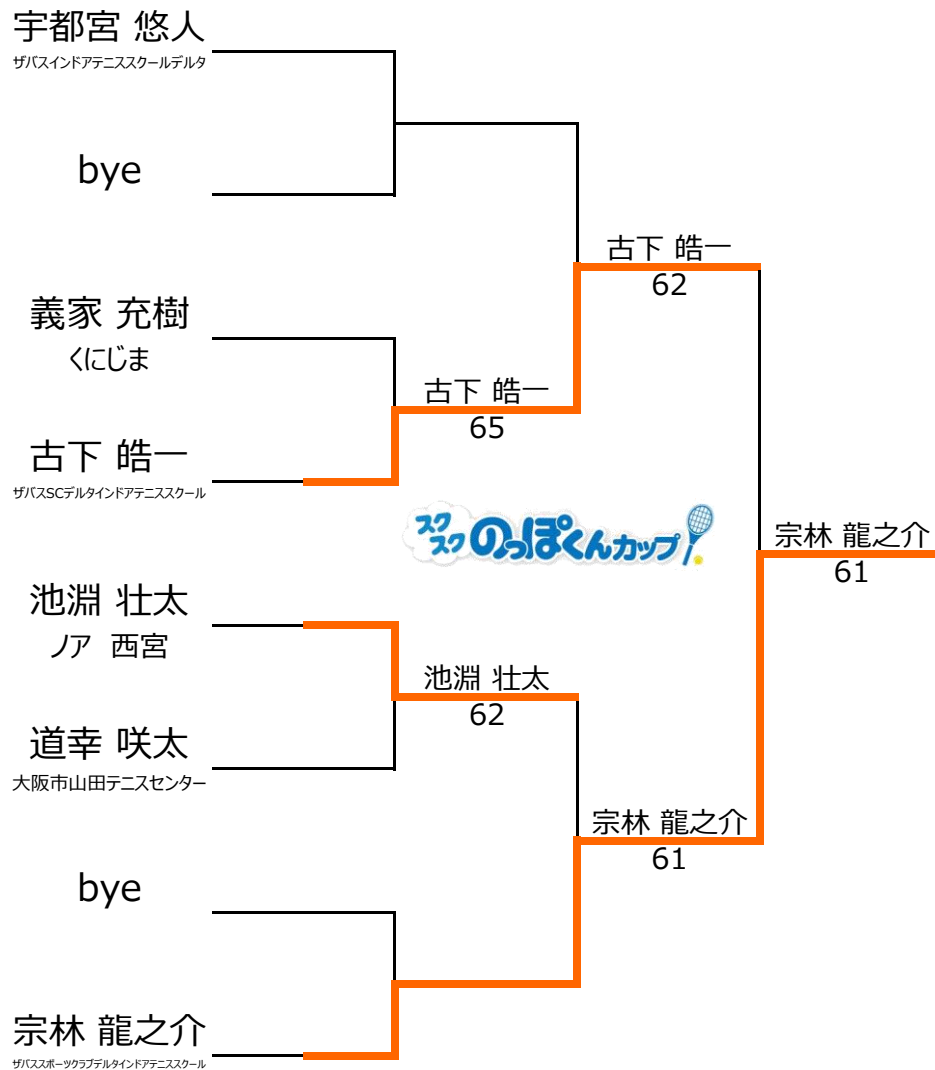 宇都宮 悠人
ザバスインドアテニススクールデルタ
bye
義家 充樹
くにじま
古下 皓一
ザバスSCデルタインドアテニススクール
池淵 壮太
ノア 西宮
道幸 咲太
大阪市山田テニスセンター
bye
宗林 龍之介
ザバススポーツクラブデルタインドアテニススクール
古下 皓一
65
池淵 壮太
62
古下 皓一
62
宗林 龍之介
61
宗林 龍之介
61
スクスク のっぽくんカップ